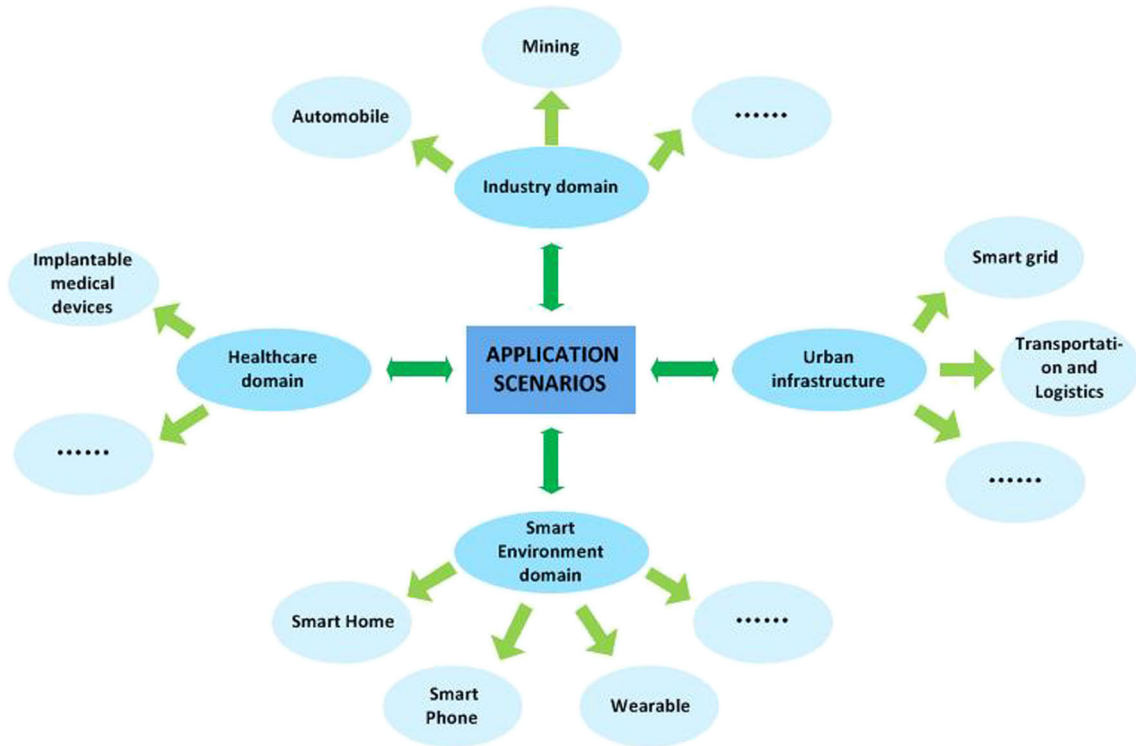 Mining
Automobile
••••••
Industry domain
Implantable
medical
devices
Smart grid
Healthcare
domain
APPLICATION
SCENARIOS
Urban
infrastructure
Transportati-
on and
Logistics
••••••
••••••
Smart
Environment
domain
Smart Home
••••••
Smart
Phone
Wearable